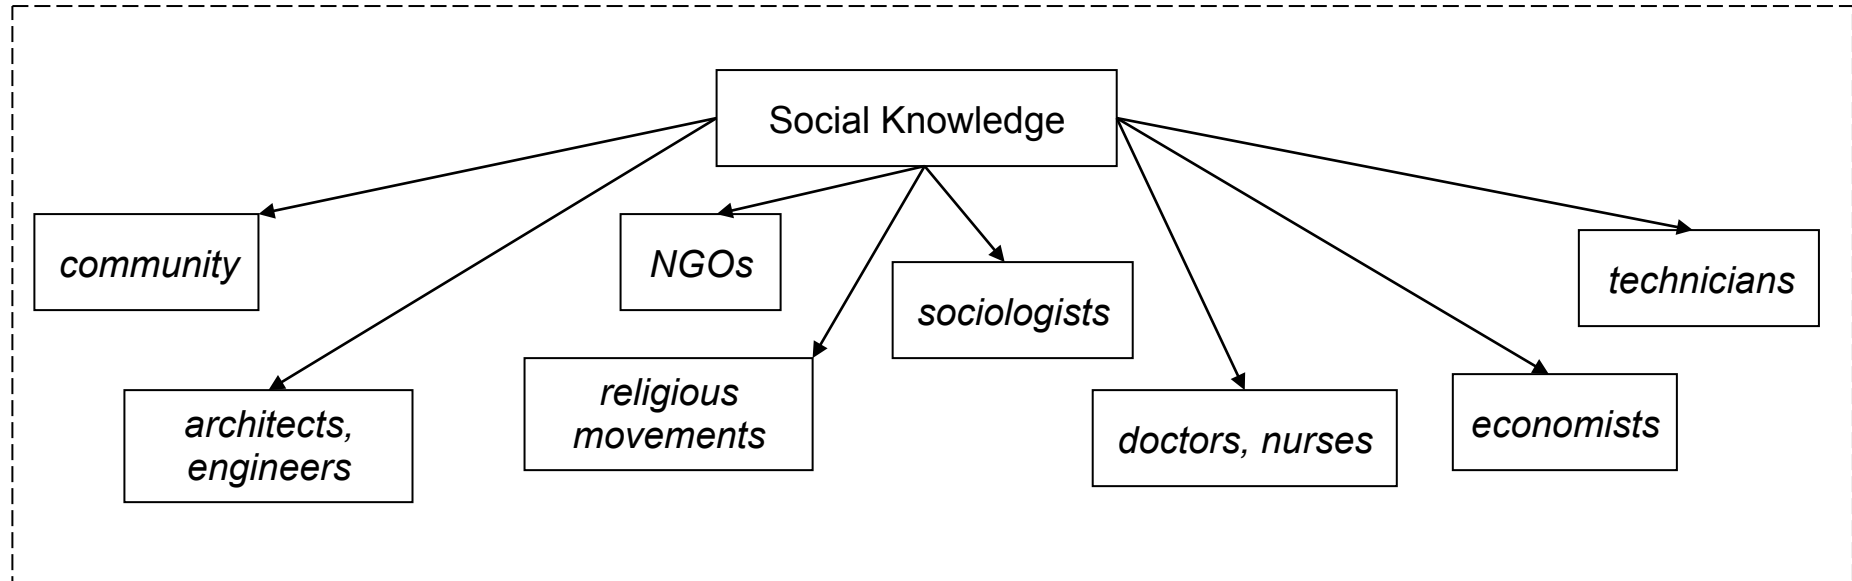 Social Knowledge
community
NGOs
sociologists
technicians
architects,
engineers
religious
movements
doctors, nurses
economists